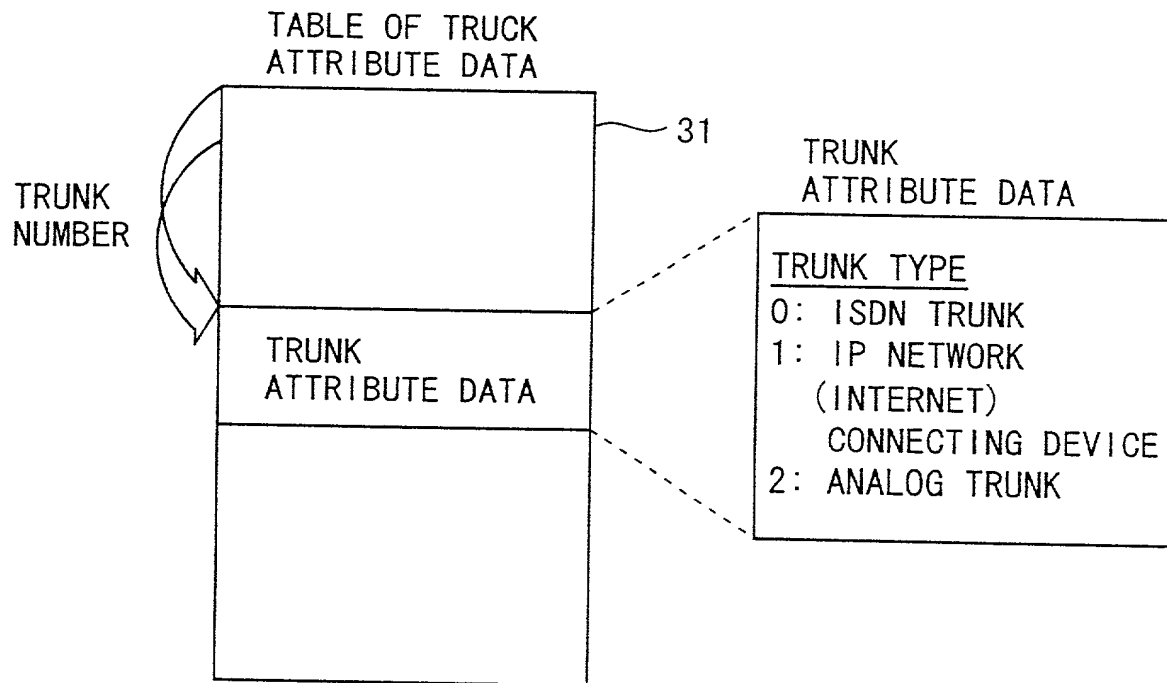 TABLE OF TRUCK
ATTRIBUTE DATA
31
TRUNK
NUMBER
TRUNK
ATTRIBUTE DATA
TRUNK
ATTRIBUTE DATA
TRUNK TYPE
0: ISDN TRUNK
1: IP NETWORK
(INTERNET)
CONNECTING DEVICE
2: ANALOG TRUNK